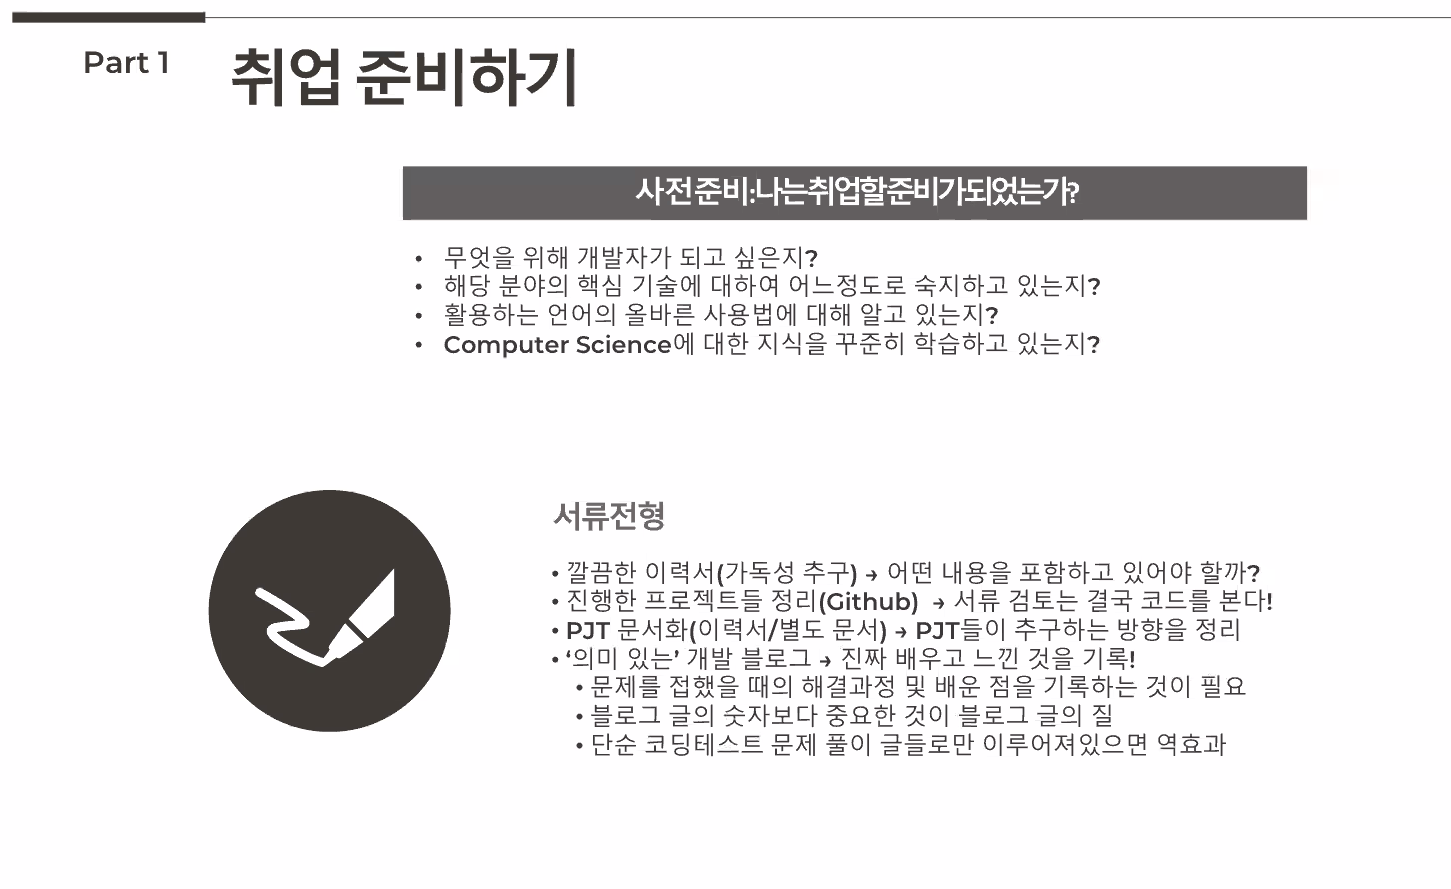 Part 1
취업 준비하기
사전 준비:나는취업할준비가되었는가?
• 무엇을 위해 개발자가 되고 싶은지?
• 해당 분야의 핵심 기술에 대하여 어느정도로 숙지하고 있는지?
• 활용하는 언어의 올바른 사용법에 대해 알고 있는지?
• Computer Science에 대한 지식을 꾸준히 학습하고 있는지?
서류전형
• 깔끔한 이력서(가독성 추구) → 어떤 내용을 포함하고 있어야 할까?
• 진행한 프로젝트들 정리(Github) → 서류 검토는 결국 코드를 본다!
• PJT 문서화(이력서/별도 문서) → PJT들이 추구하는 방향을 정리
• ‘의미 있는’ 개발 블로그 → 진짜 배우고 느낀 것을 기록!
• 문제를 접했을 때의 해결과정 및 배운 점을 기록하는 것이 필요
• 블로그 글의 숫자보다 중요한 것이 블로그 글의 질
• 단순 코딩테스트 문제 풀이 글들로만 이루어져있으면 역효과